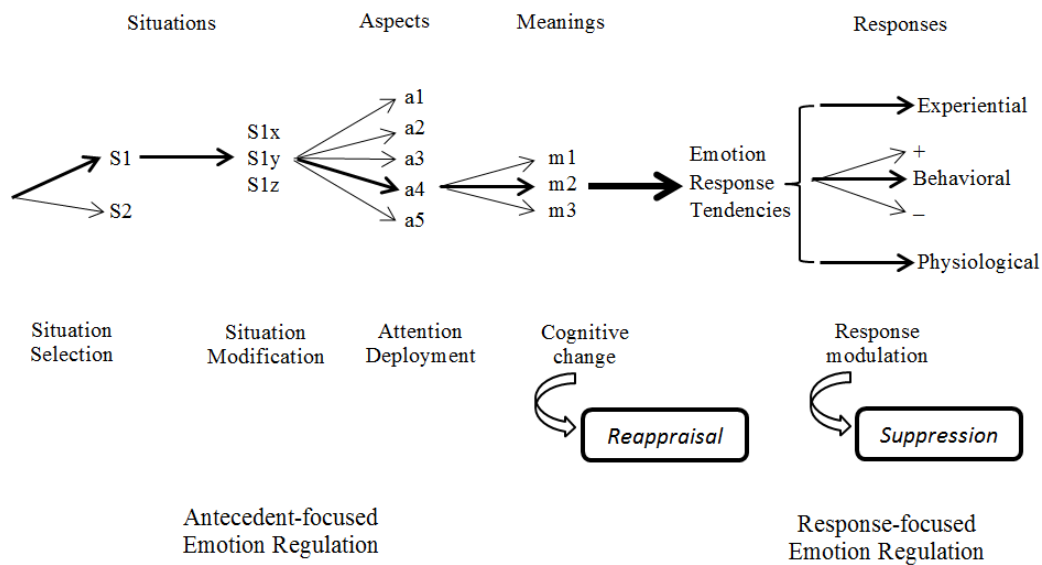 Situations
Aspects
Meanings
Responses
S1
S2
S1x
S1y
S1z
a1
a2
a3
a4
a5
m1
m2
m3
Emotion
Response
Tendencies
Experiential
+
Behavioral
–
Physiological
Situation
Selection
Situation
Modification
Attention
Deployment
Cognitive
change
Response
modulation
Reappraisal
Suppression
Antecedent-focused
Emotion Regulation
Response-focused
Emotion Regulation